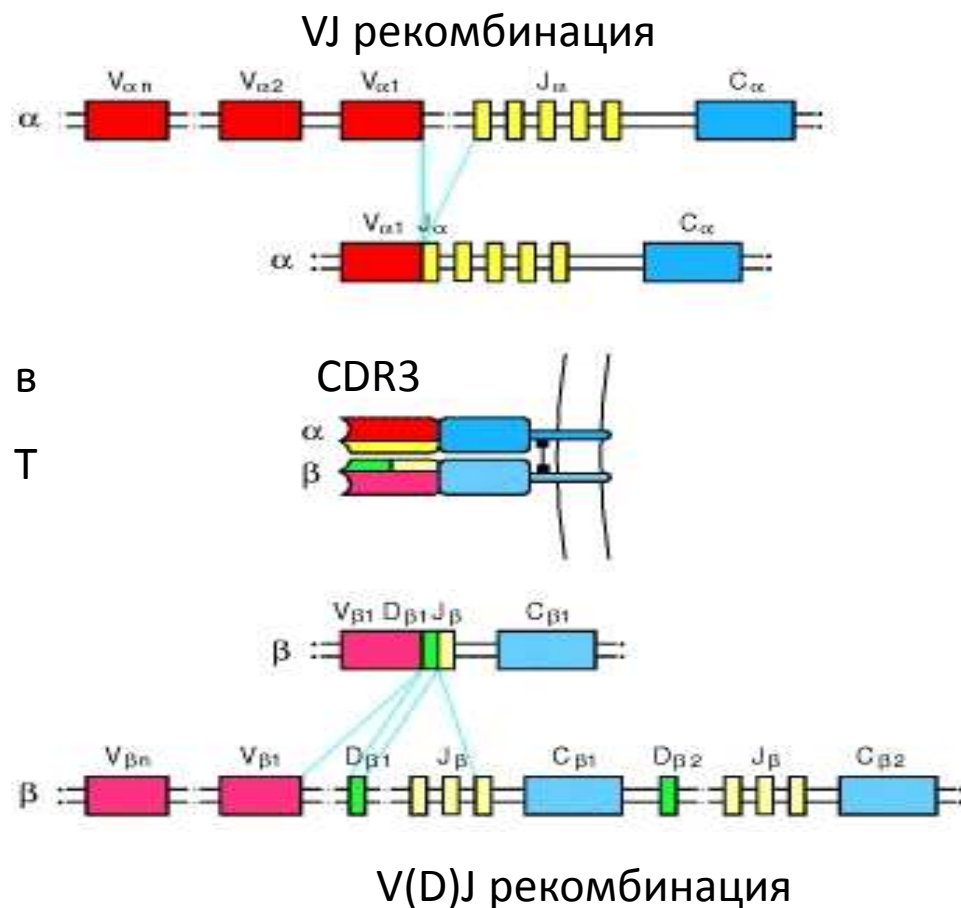 VJ рекомбинация
Vαn Vα2 Vα1 Jα Cα
α
Vα1 Jα Cα
α
в CDR3
α
Т β
Vβ1 Dβ1 Jβ Cβ1
β
Vβn Vβ1 Dβ1 Jβ Cβ1 Dβ2 Jβ Cβ2
β
V(D)J рекомбинация